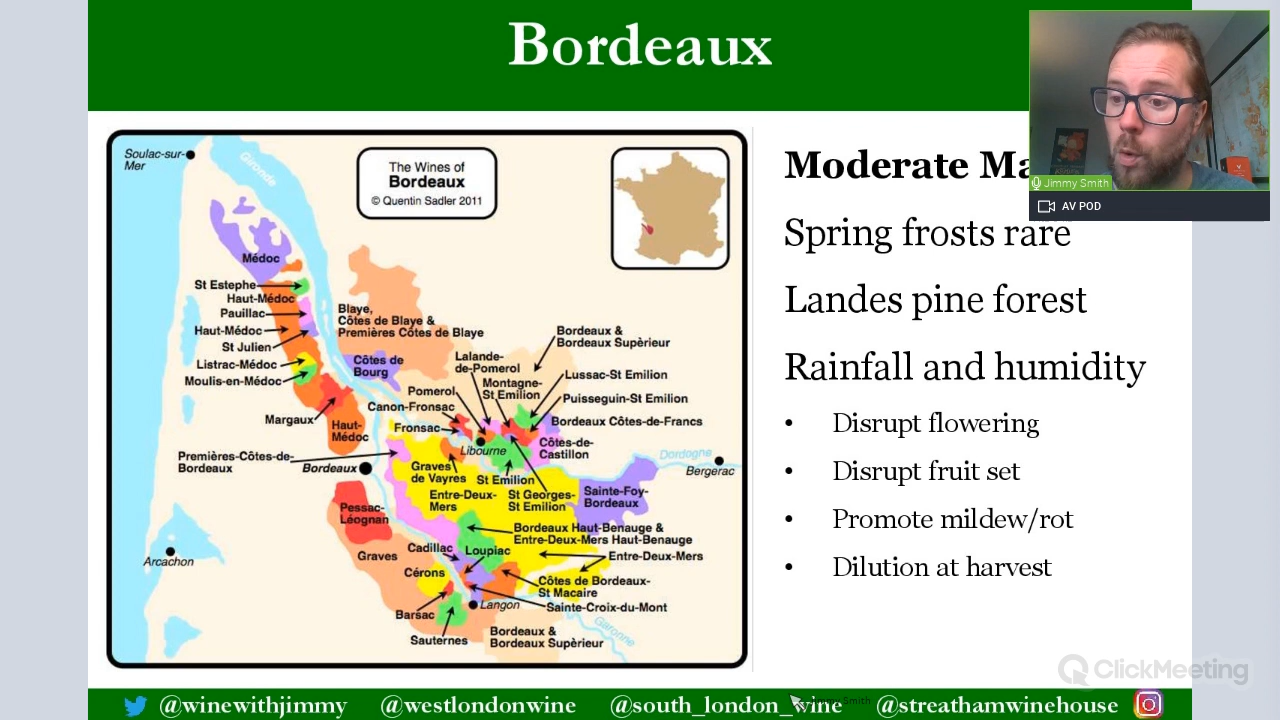 Bordeaux
Jimmy Smith
AV POD
Soulac-sur-
Mer
Gironde
The Wines of
Bordeaux
© Quentin Sadler 2011
Médoc
St Estephe
Haut-Médoc
Pauillac
Haut-Médoc
St Julien
Listrac-Médoc
Moulis-en-Médoc
Margaux
Haut-
Médoc
Blaye,
Côtes de Blaye &
Premières Côtes de Blaye
Côtes de
Bourg
Bordeaux &
Bordeaux Supèrieur
Lalande-
de-Pomerol
Lussac-St Emilion
Montagne-
St Emilion
Pomerol
Puisseguin-St Emilion
Canon-Fronsac
Bordeaux Côtes-de-Francs
Fronsac
Côtes-de-
Castillon
Libourne
Premières-Côtes-de-
Bordeaux
Bordeaux
Dordogne
Bergerac
Graves
de Vayres
St Emilion
Entre-Deux-
Mers
St Georges-
St Emilion
Sainte-Foy-
Bordeaux
Pessac-
Léognan
Bordeaux Haut-Benauge &
Entre-Deux-Mers Haut-Benauge
Graves
Cadillac
Loupiac
Entre-Deux-Mers
Arcachon
Cérons
Côtes de Bordeaux-
St Macaire
Barsac
Langon
Sainte-Croix-du-Mont
Sauternes
Bordeaux &
Bordeaux Supèrieur
Garonne
Moderate Ma
Spring frosts rare
Landes pine forest
Rainfall and humidity
• Disrupt flowering
• Disrupt fruit set
• Promote mildew/rot
• Dilution at harvest
ClickMeeting
@winewithjimmy @westlondonwine @south_london_wine @streathamwinehouse
Jimmy Smith